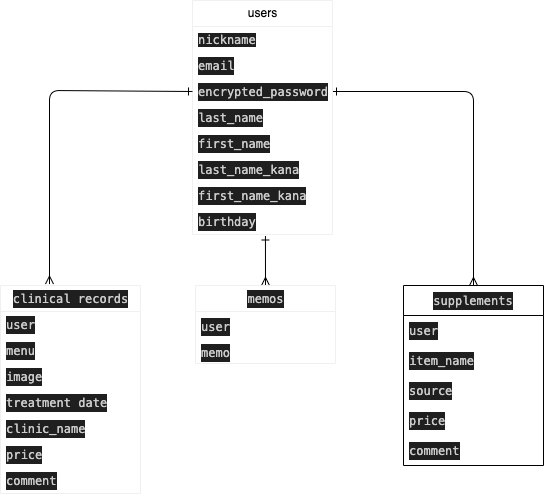 users
nickname
email
encrypted_password
last_name
first_name
last_name_kana
first_name_kana
birthday
clinical records
user
menu
image
treatment date
clinic_name
price
comment
memos
user
memo
supplements
user
item_name
source
price
comment